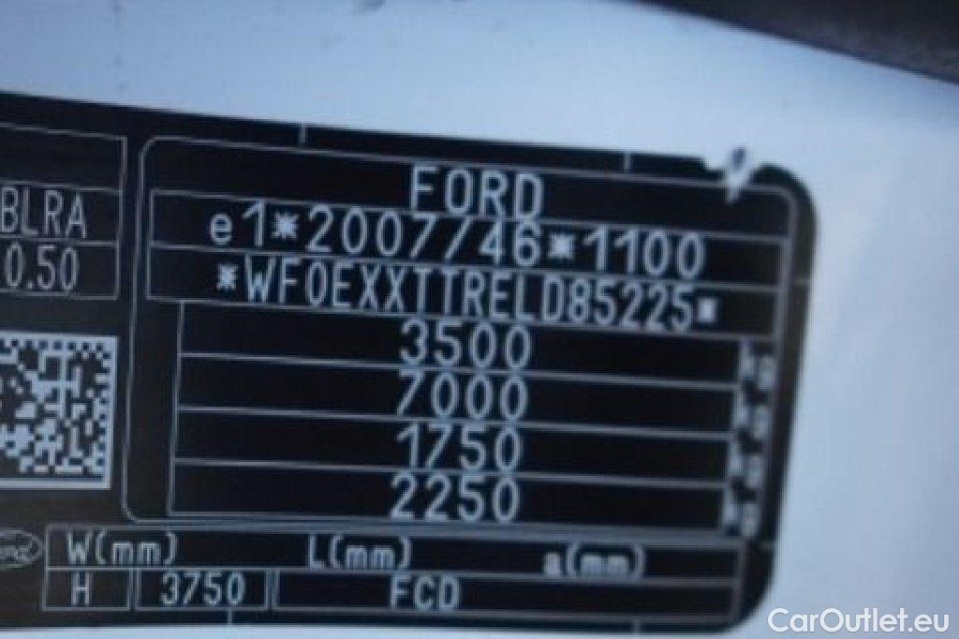 FORD
BLRA
e1*2007/46*1100
0.50
*WF0EXXTTRELD85225*
3500
7000
1750
2250
W(mm) L(mm) a(mm)
H 3750 FCD
CarOutlet.eu